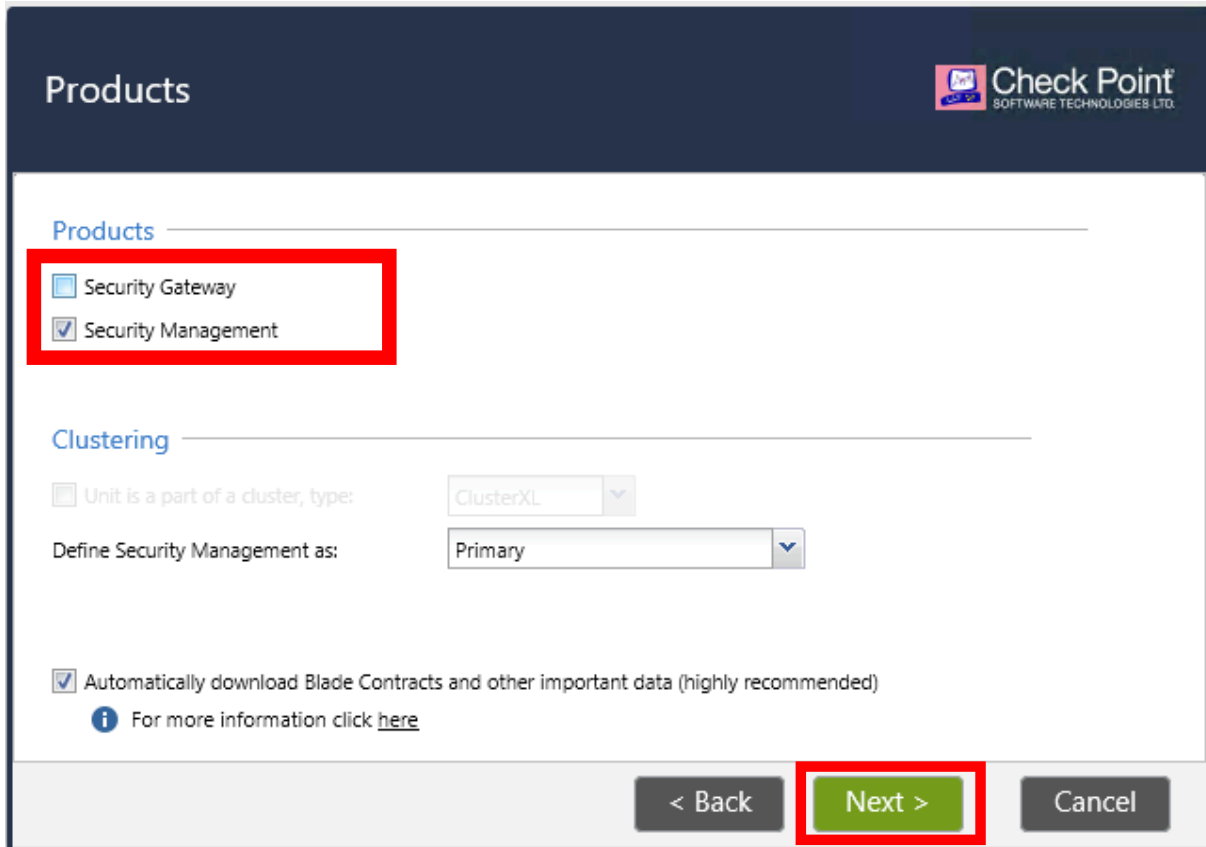 Products
Check Point
SOFTWARE TECHNOLOGIES LTD.
Products
Security Gateway
Security Management
Clustering
Unit is a part of a cluster, type: ClusterXL
Define Security Management as: Primary
Automatically download Blade Contracts and other important data (highly recommended)
For more information click here
< Back Next > Cancel